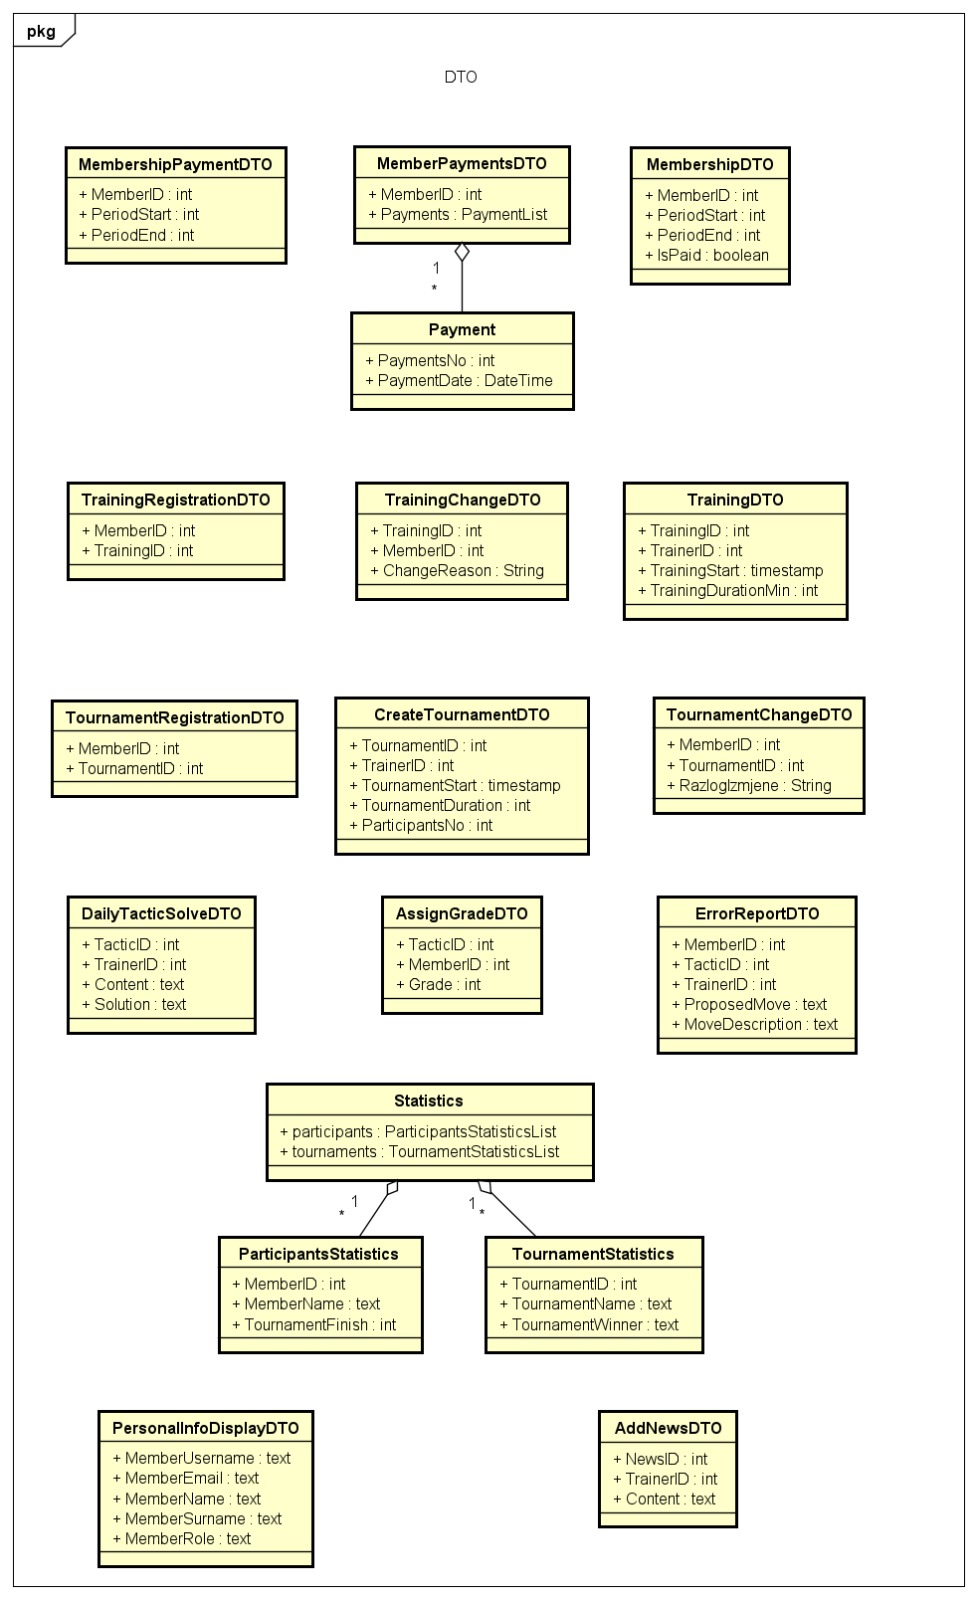 pkg
DTO
MembershipPaymentDTO
+ MemberID : int
+ PeriodStart : int
+ PeriodEnd : int
MemberPaymentsDTO
+ MemberID : int
+ Payments : PaymentList
MembershipDTO
+ MemberID : int
+ PeriodStart : int
+ PeriodEnd : int
+ IsPaid : boolean
1
*
Payment
+ PaymentsNo : int
+ PaymentDate : DateTime
TrainingRegistrationDTO
+ MemberID : int
+ TrainingID : int
TrainingChangeDTO
+ TrainingID : int
+ MemberID : int
+ ChangeReason : String
TrainingDTO
+ TrainingID : int
+ TrainerID : int
+ TrainingStart : timestamp
+ TrainingDurationMin : int
TournamentRegistrationDTO
+ MemberID : int
+ TournamentID : int
CreateTournamentDTO
+ TournamentID : int
+ TrainerID : int
+ TournamentStart : timestamp
+ TournamentDuration : int
+ ParticipantsNo : int
TournamentChangeDTO
+ MemberID : int
+ TournamentID : int
+ RazlogIzmjene : String
DailyTacticSolveDTO
+ TacticID : int
+ TrainerID : int
+ Content : text
+ Solution : text
AssignGradeDTO
+ TacticID : int
+ MemberID : int
+ Grade : int
ErrorReportDTO
+ MemberID : int
+ TacticID : int
+ TrainerID : int
+ ProposedMove : text
+ MoveDescription : text
Statistics
+ participants : ParticipantsStatisticsList
+ tournaments : TournamentStatisticsList
1
*
1
*
ParticipantsStatistics
+ MemberID : int
+ MemberName : text
+ TournamentFinish : int
TournamentStatistics
+ TournamentID : int
+ TournamentName : text
+ TournamentWinner : text
PersonalInfoDisplayDTO
+ MemberUsername : text
+ MemberEmail : text
+ MemberName : text
+ MemberSurname : text
+ MemberRole : text
AddNewsDTO
+ NewsID : int
+ TrainerID : int
+ Content : text